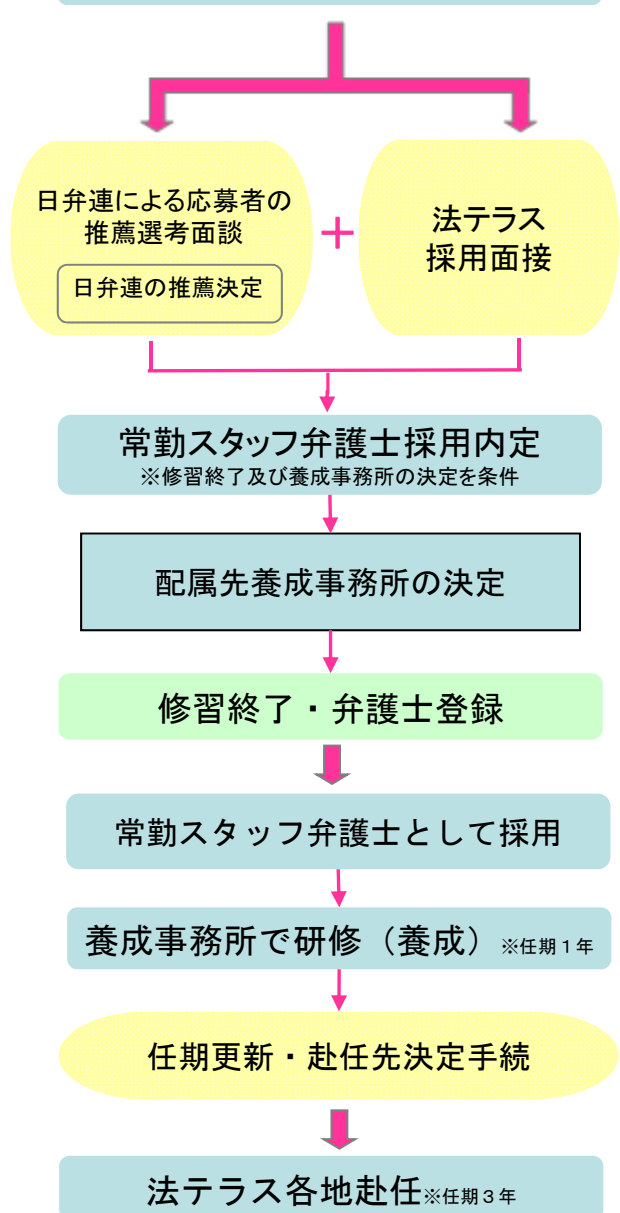 日弁連による応募者の
推薦選考面談
日弁連の推薦決定
+
法テラス
採用面接
常勤スタッフ弁護士採用内定
※修習終了及び養成事務所の決定を条件
配属先養成事務所の決定
修習終了・弁護士登録
常勤スタッフ弁護士として採用
養成事務所で研修（養成）※任期１年
任期更新・赴任先決定手続
法テラス各地赴任※任期３年